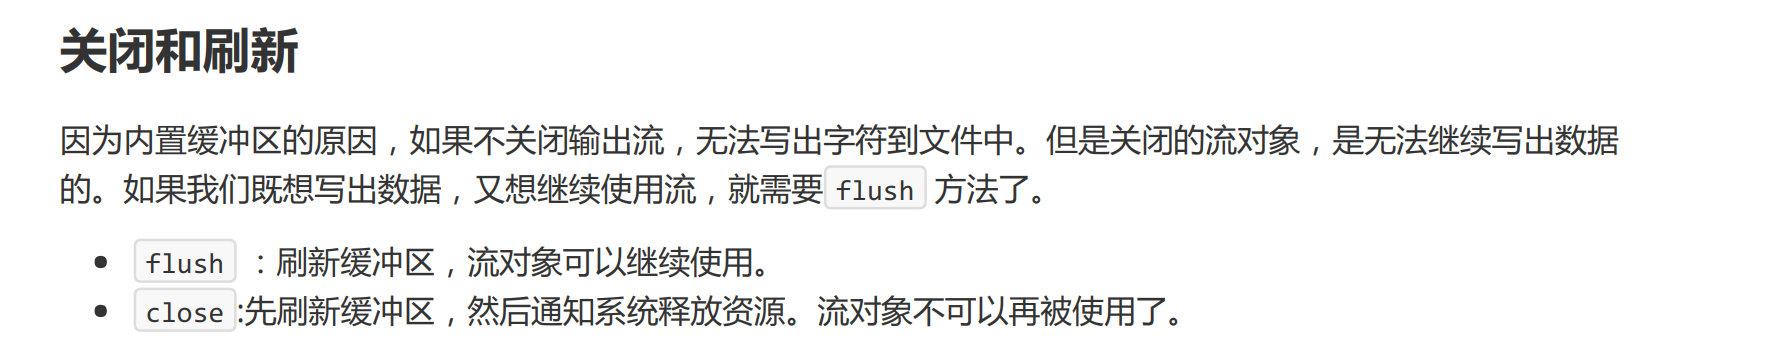 关闭和刷新
因为内置缓冲区的原因，如果不关闭输出流，无法写出字符到文件中。但是关闭的流对象，是无法继续写出数据
的。如果我们既想写出数据，又想继续使用流，就需要flush 方法了。
• flush ：刷新缓冲区，流对象可以继续使用。
• close:先刷新缓冲区，然后通知系统释放资源。流对象不可以再被使用了。